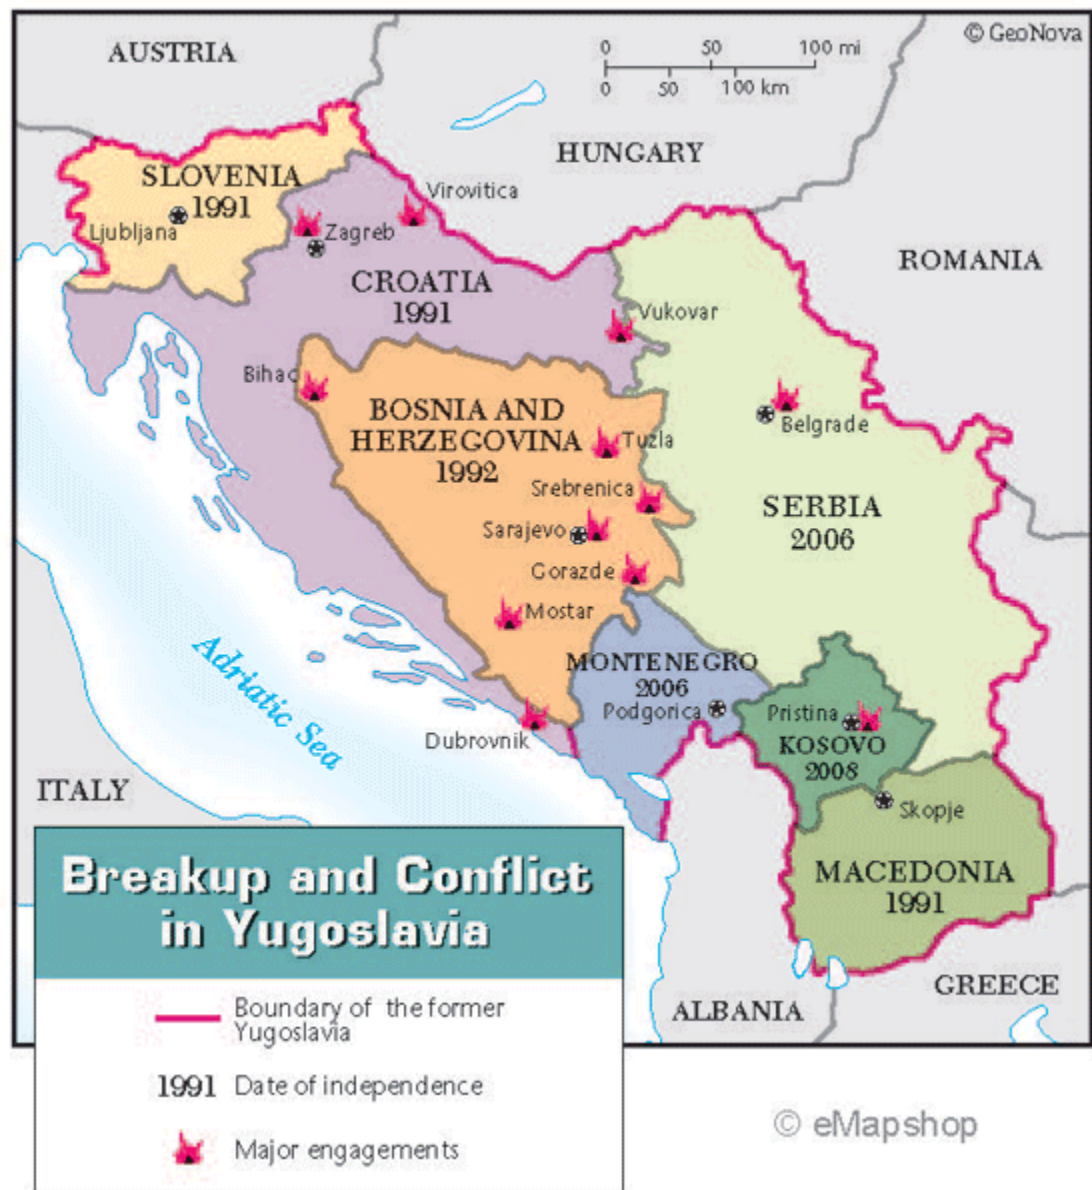 © GeoNova
AUSTRIA
0 50 100 mi
0 50 100 km
HUNGARY
SLOVENIA
1991
Ljubljana
Virovitica
Zagreb
ROMANIA
CROATIA
1991
Vukovar
Bihac
BOSNIA AND
HERZEGOVINA
1992
Tuzla
Belgrade
Srebrenica
SERBIA
2006
Sarajevo
Gorazde
Mostar
MONTENEGRO
2006
Podgorica
Pristina
KOSOVO
2008
Dubrovnik
Adriatic Sea
ITALY
Skopje
MACEDONIA
1991
GREECE
ALBANIA
Breakup and Conflict
in Yugoslavia
Boundary of the former
Yugoslavia
1991 Date of independence
Major engagements
© eMapshop